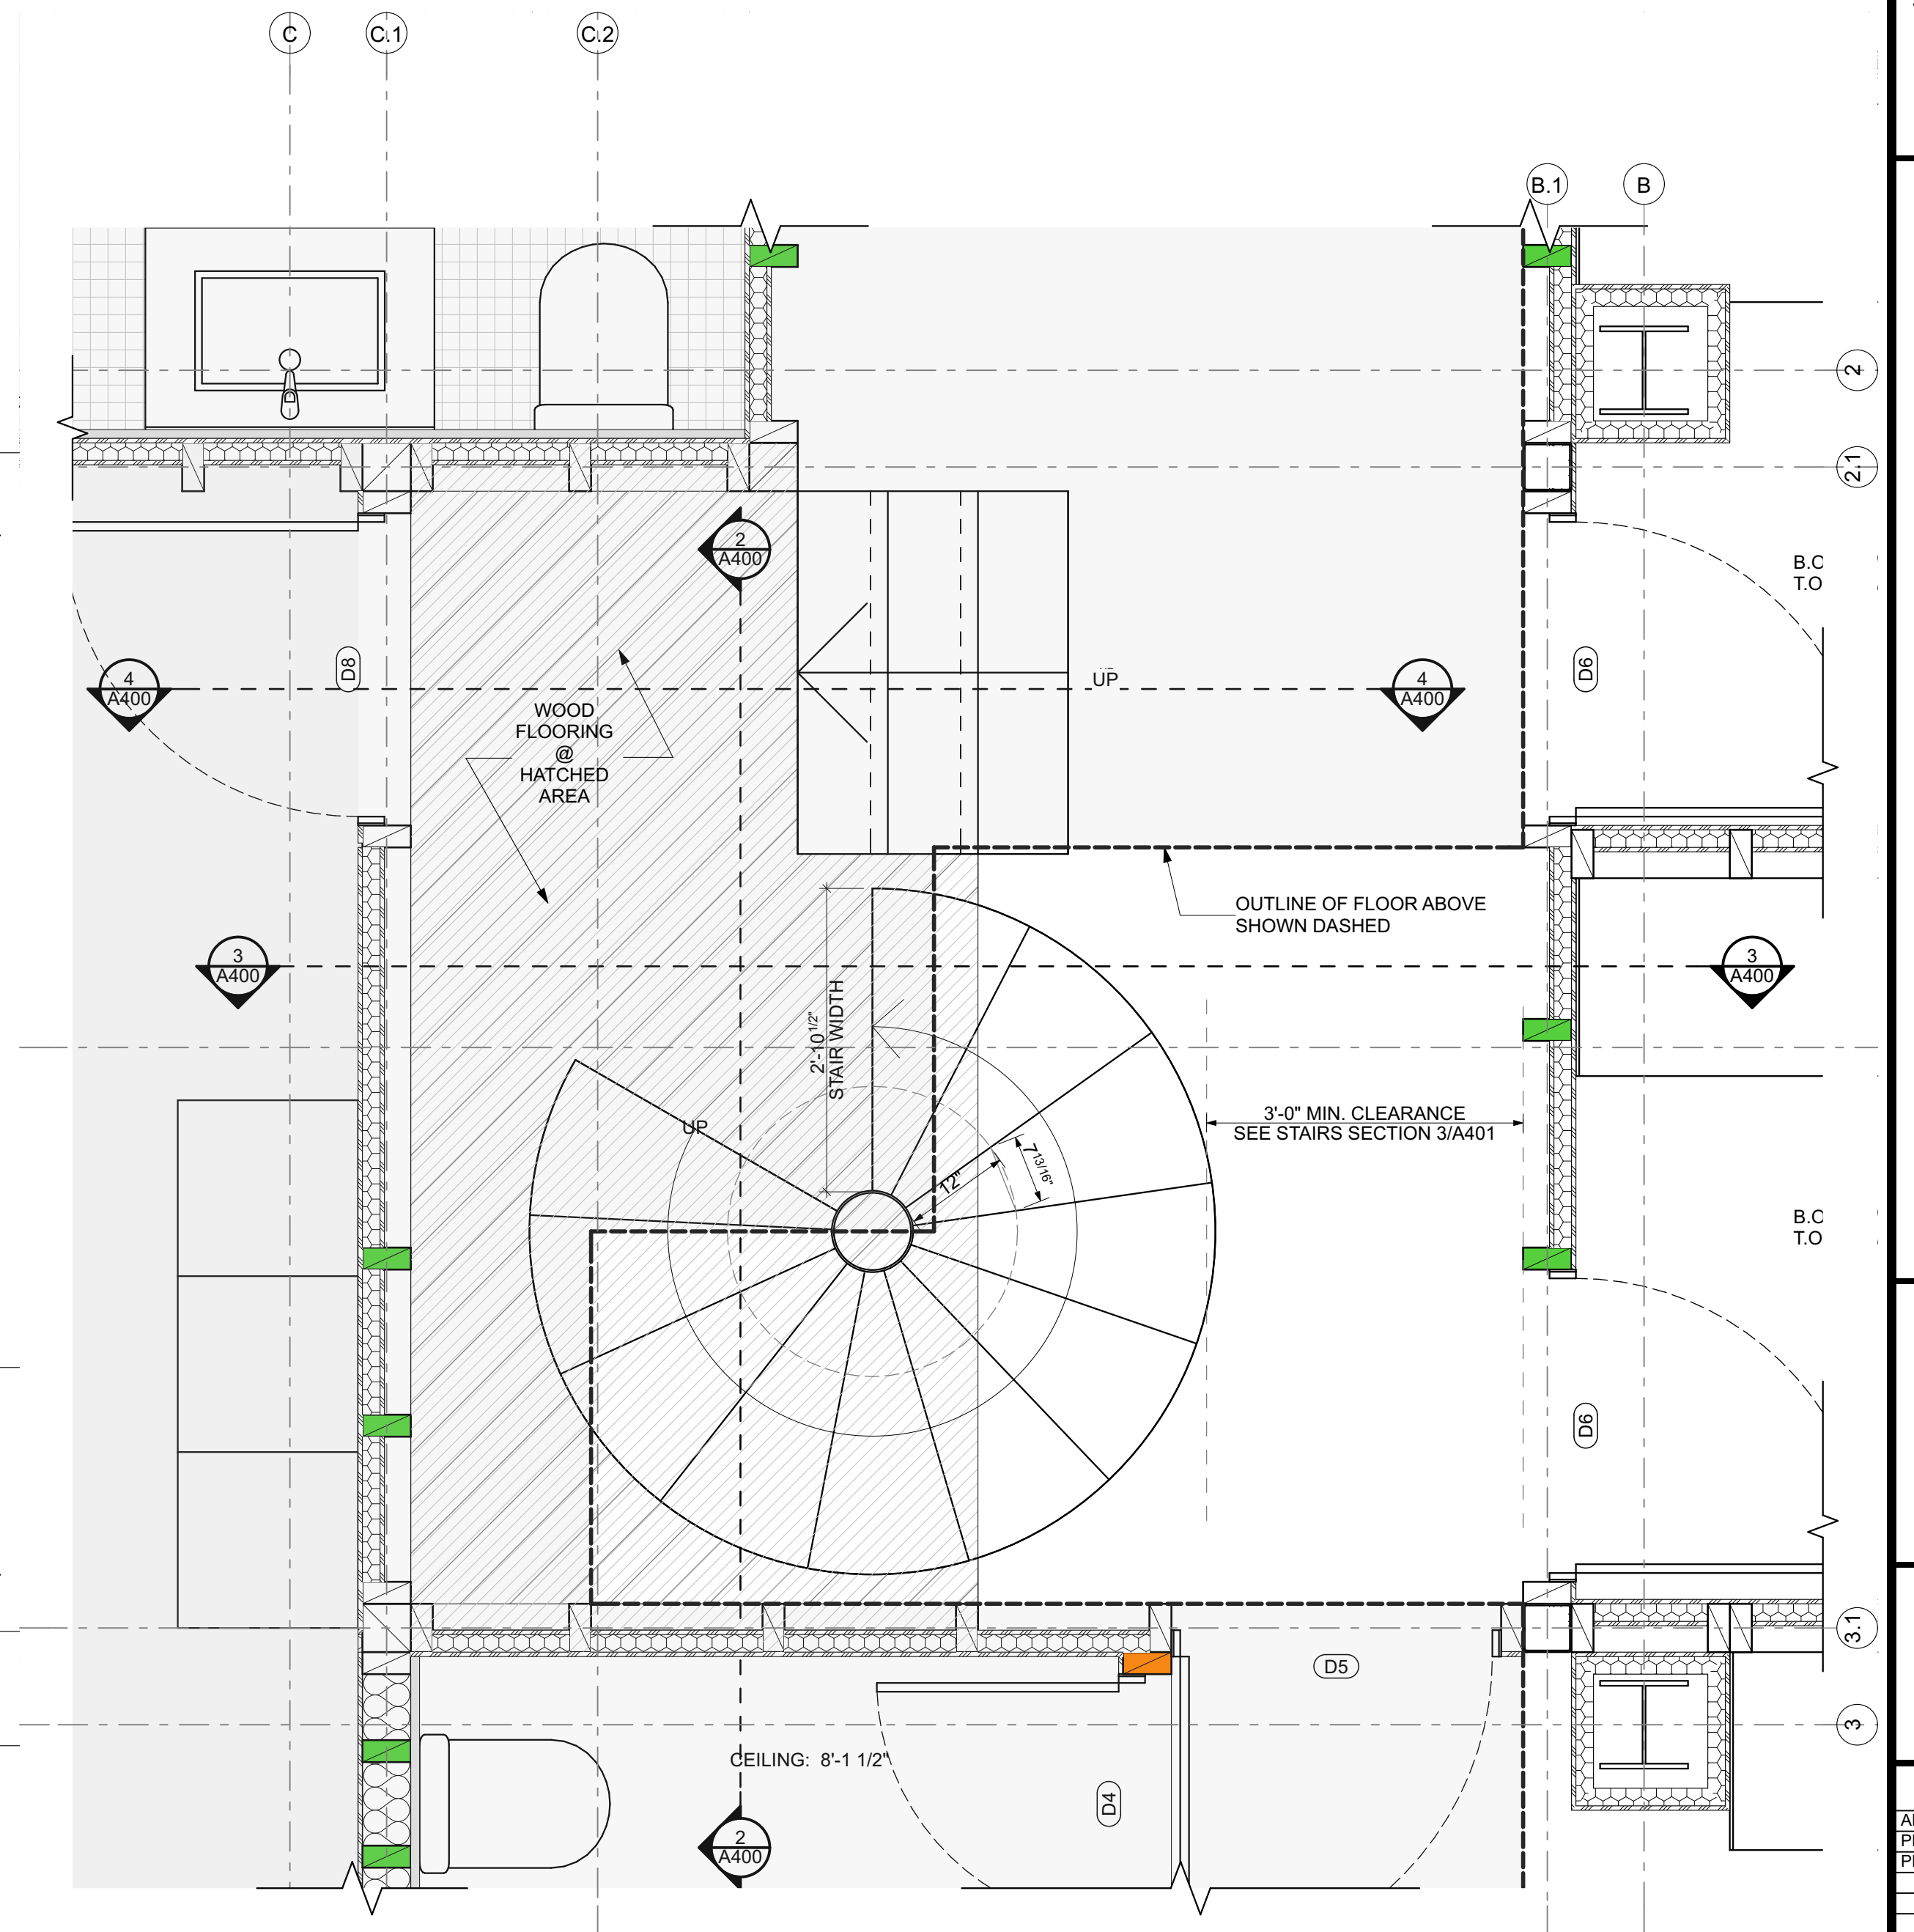 C
C.1
C.2
B.1
B
2
2.1
2
A400
B.O
T.O
D8
D6
4
A400
UP
4
A400
WOOD
FLOORING
@
HATCHED
AREA
OUTLINE OF FLOOR ABOVE
SHOWN DASHED
3
A400
3
A400
2'-10 1/2"
STAIR WIDTH
UP
3'-0" MIN. CLEARANCE
SEE STAIRS SECTION 3/A401
7 13/16"
12"
B.O
T.O
D6
3.1
D5
3
CEILING: 8'-1 1/2"
D4
2
A400